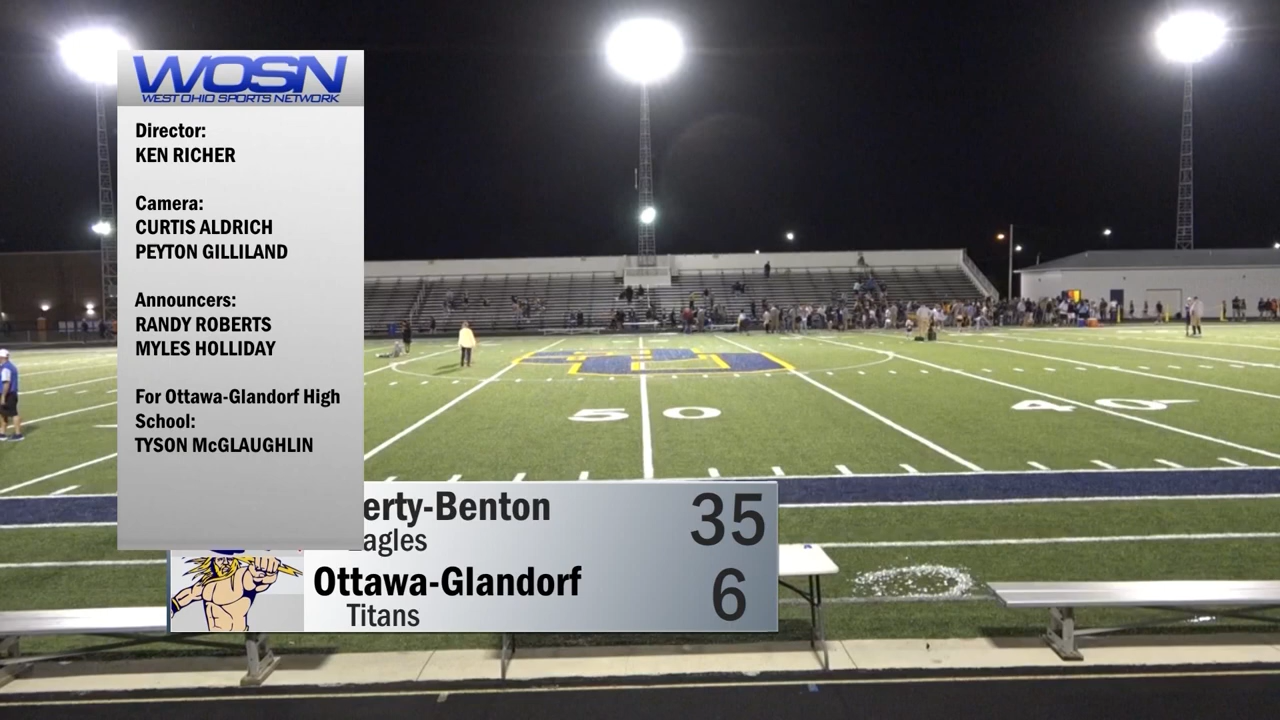 WOSN
WEST OHIO SPORTS NETWORK
Director:
KEN RICHER
Camera:
CURTIS ALDRICH
PEYTON GILLILAND
Announcers:
RANDY ROBERTS
MYLES HOLLIDAY
For Ottawa-Glandorf High
School:
TYSON McGLAUGHLIN
erty-Benton 35
agles
Ottawa-Glandorf 6
Titans
50
40